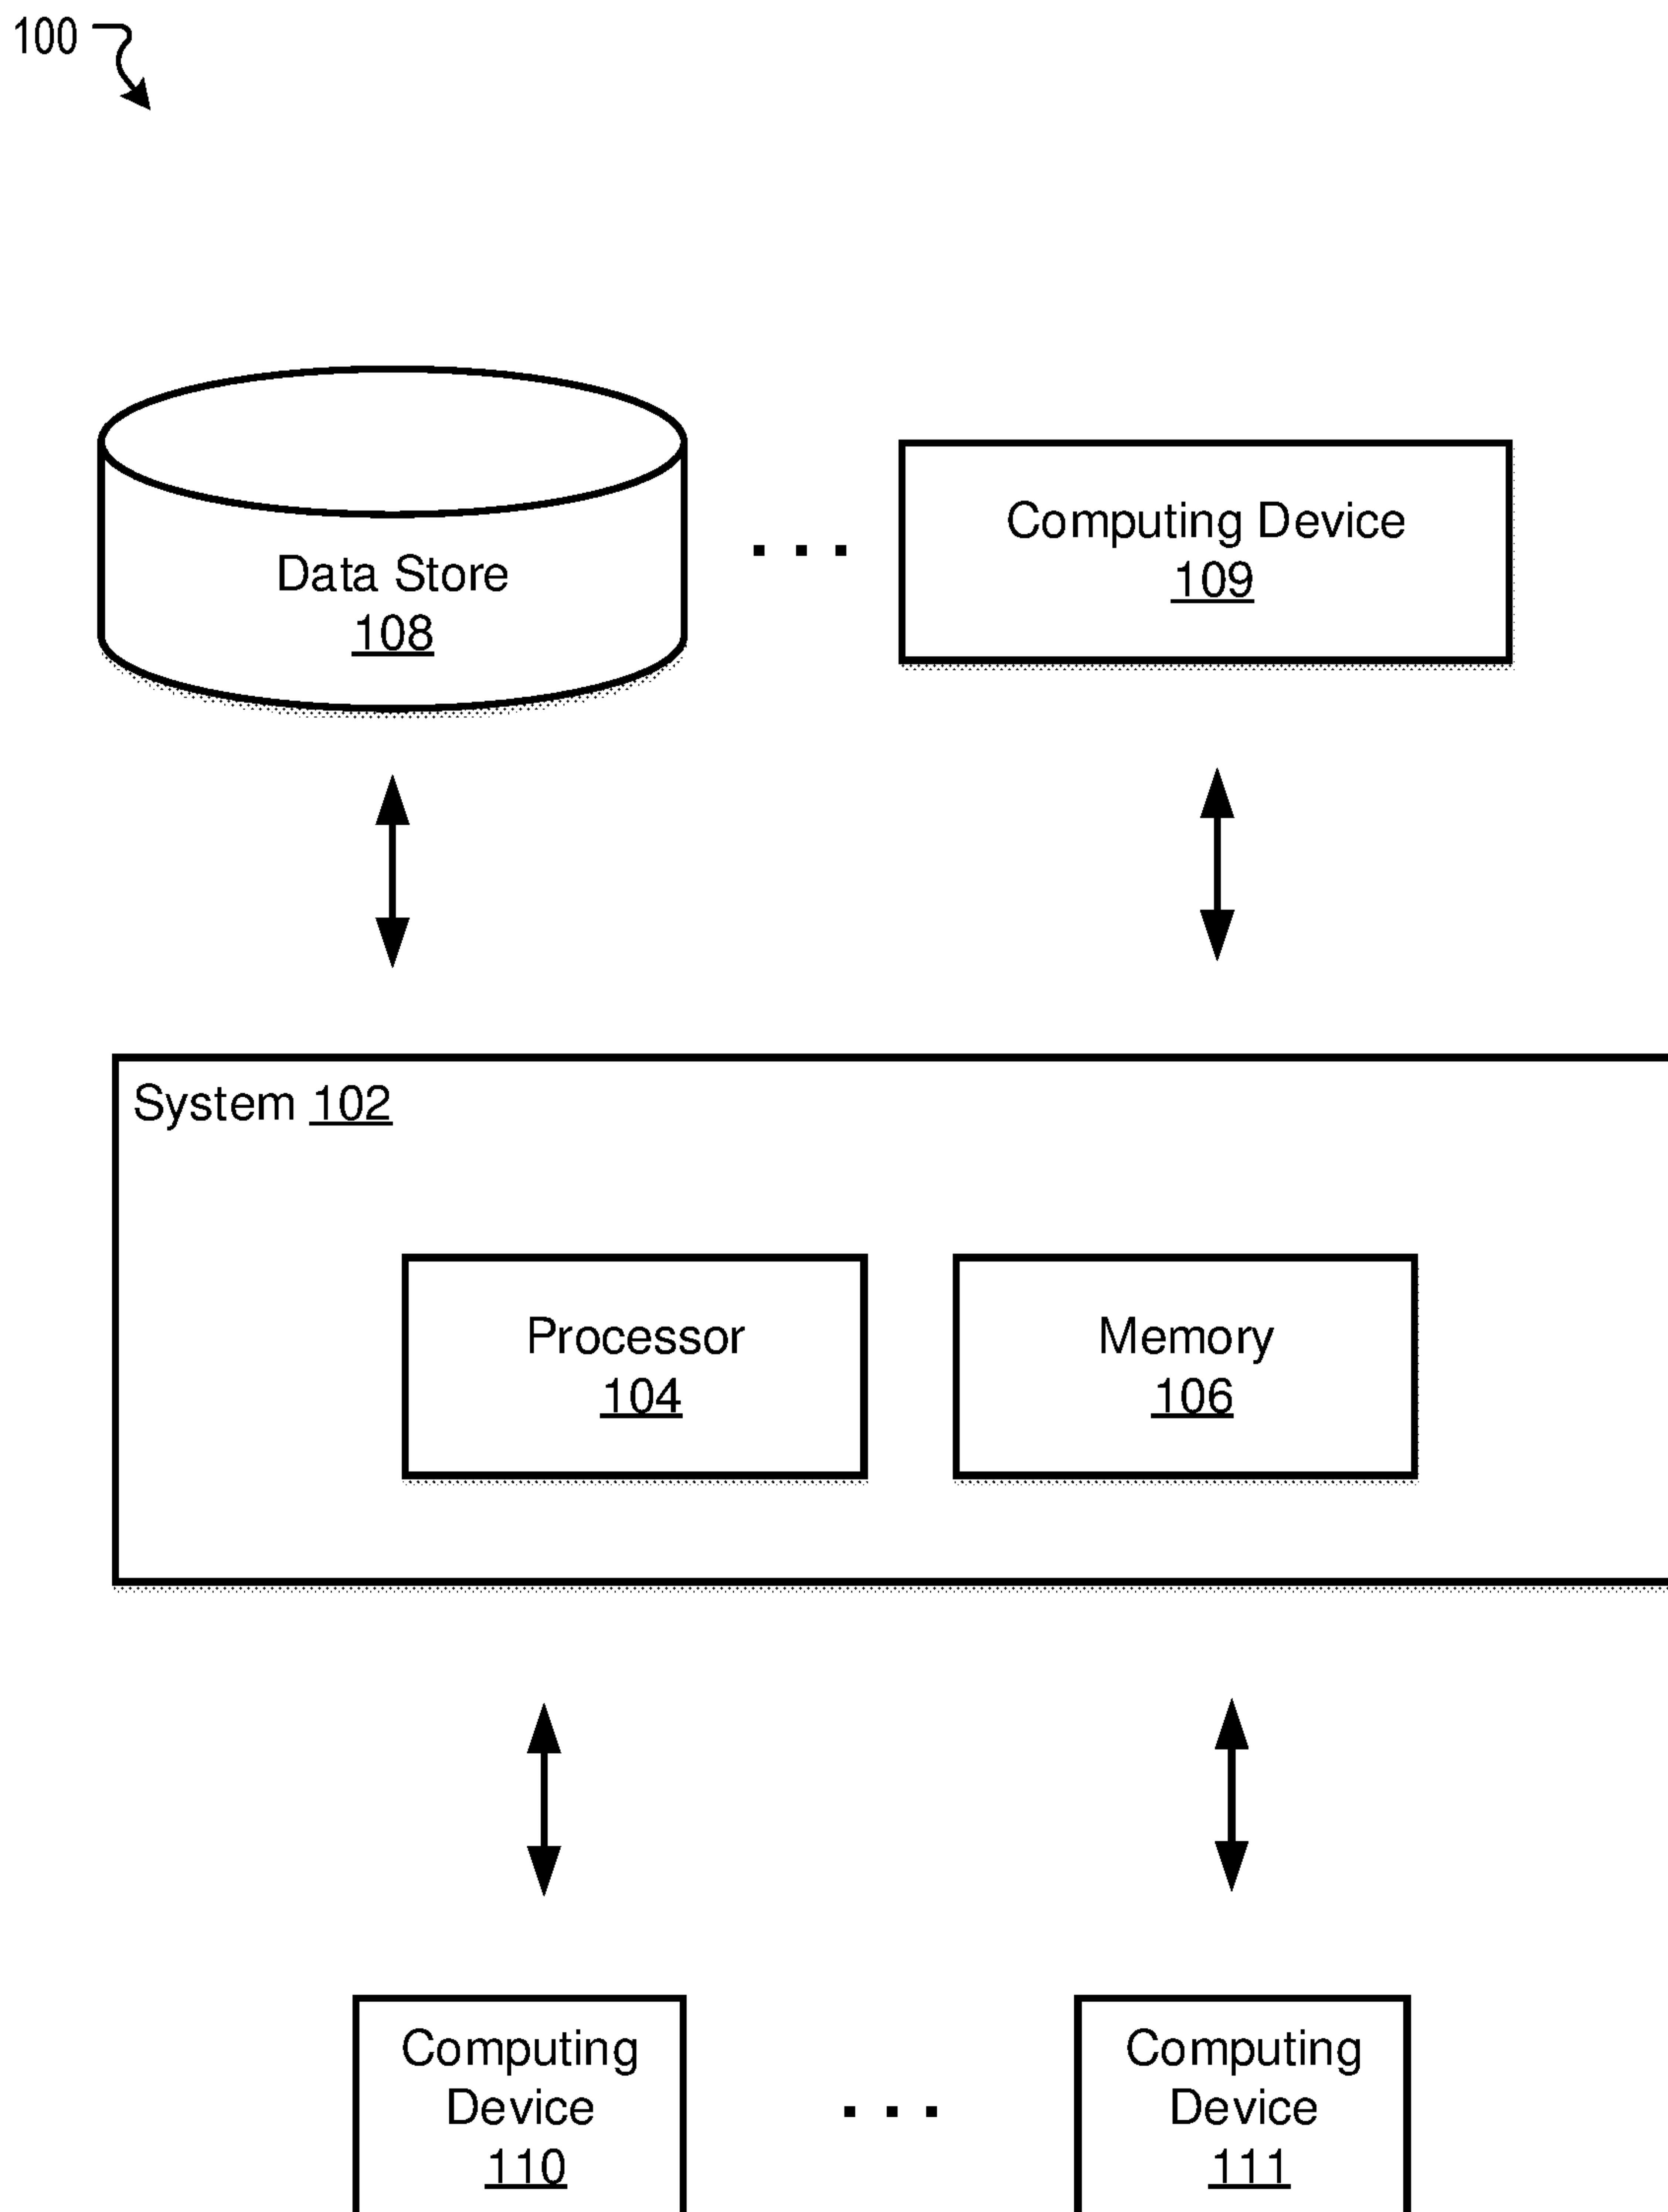 100
Data Store
108
Computing Device
109
System 102
Processor
104
Memory
106
Computing
Device
110
Computing
Device
111